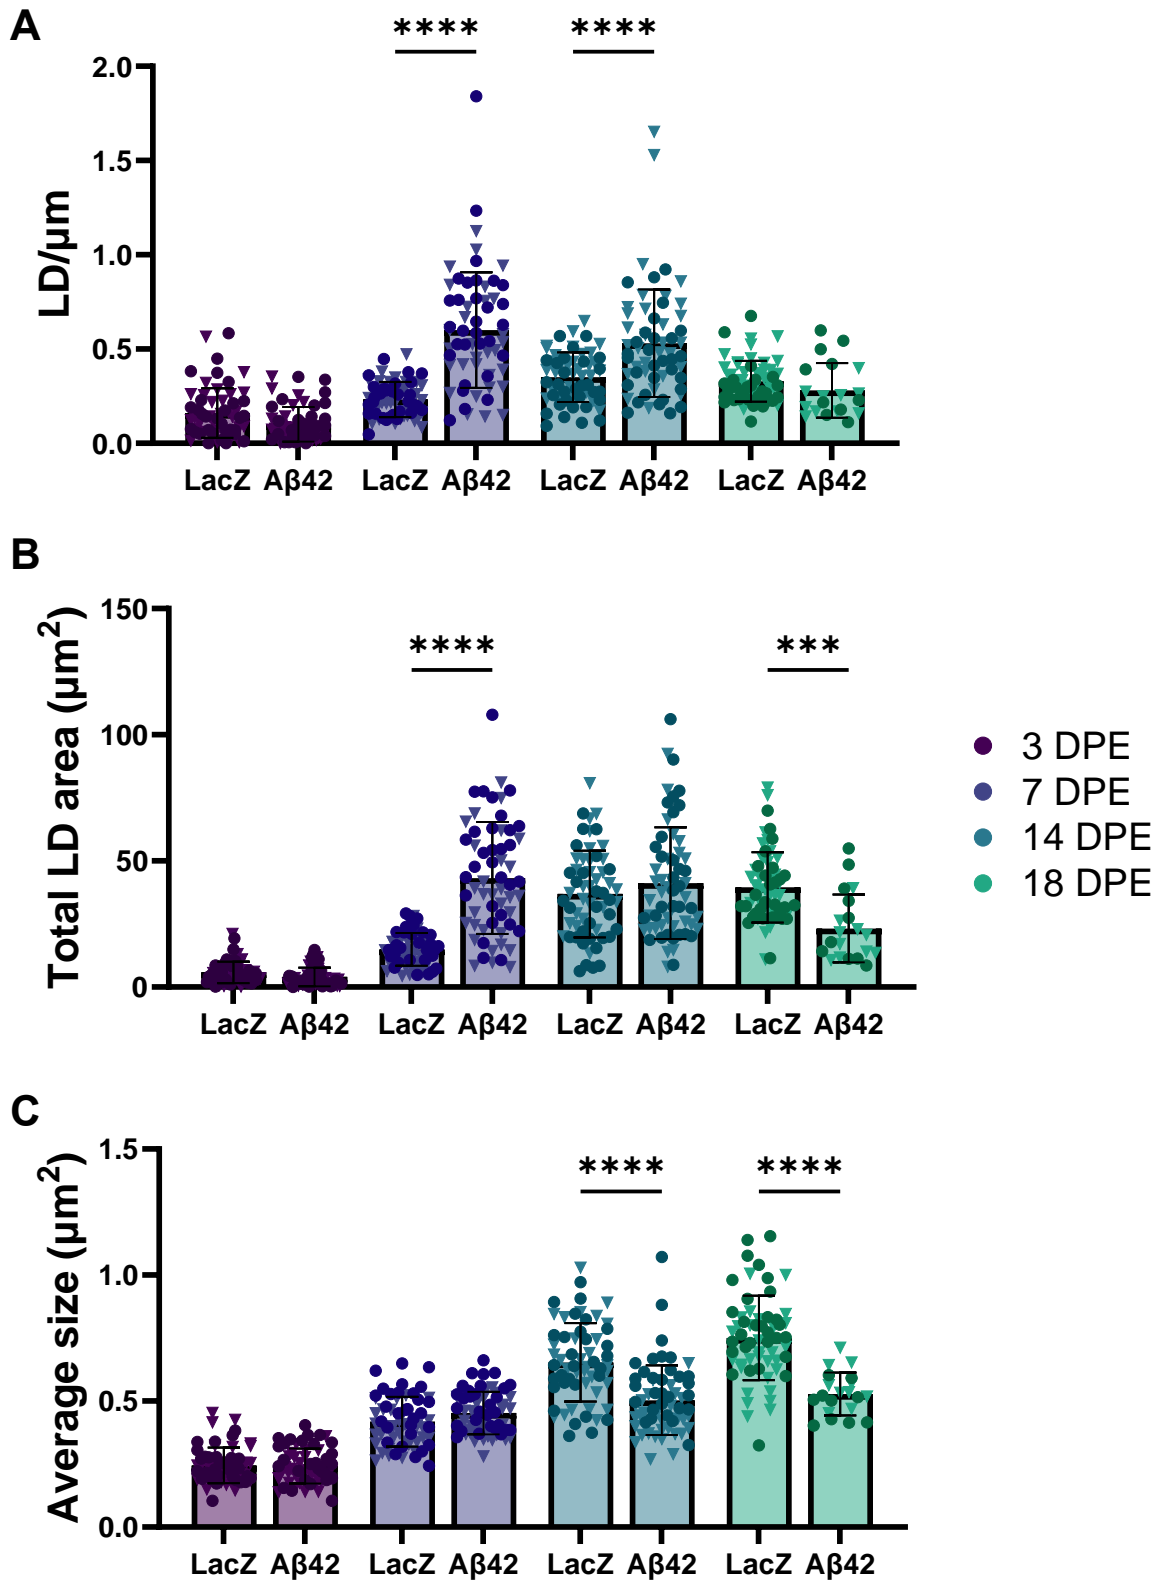 A
**** ****
2.0
1.5
1.0
0.5
0.0
LD/μm
LacZ Aβ42 LacZ Aβ42 LacZ Aβ42 LacZ Aβ42
B
**** ***
150
100
50
0
Total LD area (μm²)
LacZ Aβ42 LacZ Aβ42 LacZ Aβ42 LacZ Aβ42
3 DPE
7 DPE
14 DPE
18 DPE
C
**** ****
1.5
1.0
0.5
0.0
Average size (μm²)
LacZ Aβ42 LacZ Aβ42 LacZ Aβ42 LacZ Aβ42